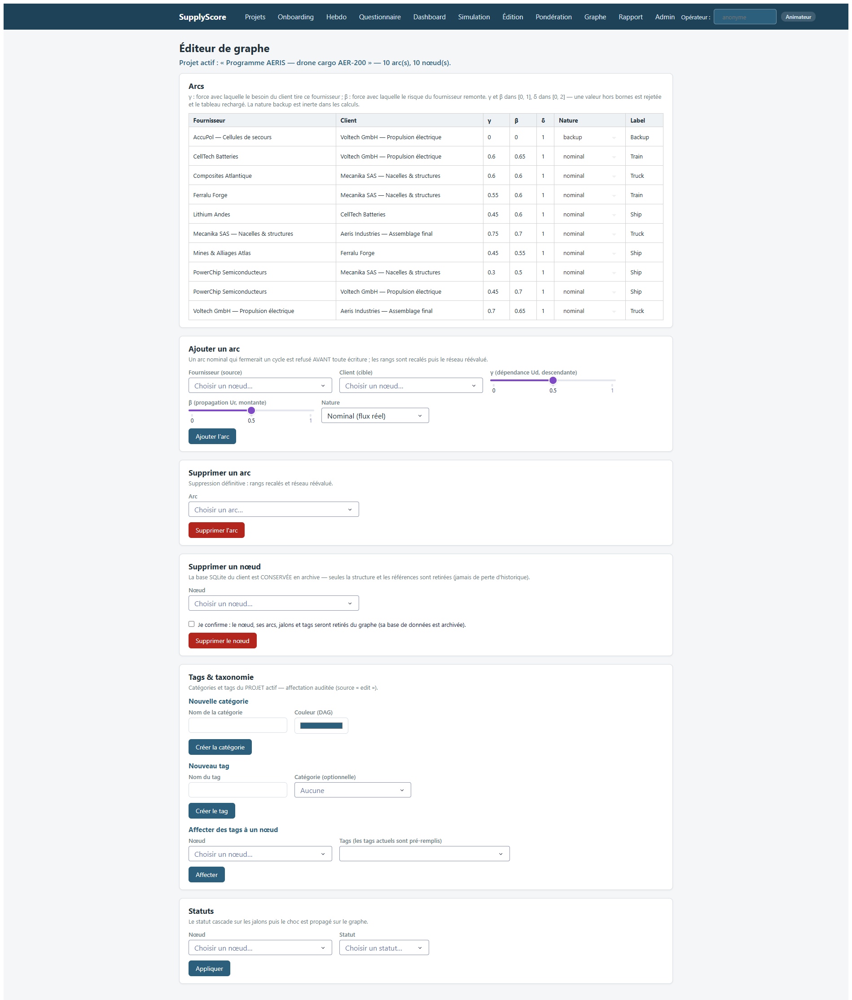 SupplyScore Projets Onboarding Hebdo Questionnaire Dashboard Simulation Édition Pondération Graphe Rapport Admin Opérateur : anonyme Animateur
Éditeur de graphe
Projet actif : « Programme AERIS — drone cargo AER-200 » — 10 arc(s), 10 nœud(s).
Arcs
γ : force avec laquelle le besoin du client tire ce fournisseur ; β : force avec laquelle le risque du fournisseur remonte. γ et β dans [0, 1], δ dans [0, 2] — une valeur hors bornes est rejetée
et le tableau rechargé. La nature backup est inerte dans les calculs.
Fournisseur Client γ β δ Nature Label
AccuPol — Cellules de secours Voltech GmbH — Propulsion électrique 0 0 1 backup Backup
CellTech Batteries Voltech GmbH — Propulsion électrique 0.6 0.65 1 nominal Train
Composites Atlantique Mecanika SAS — Nacelles & structures 0.6 0.6 1 nominal Truck
Ferralu Forge Mecanika SAS — Nacelles & structures 0.55 0.6 1 nominal Train
Lithium Andes CellTech Batteries 0.45 0.6 1 nominal Ship
Mecanika SAS — Nacelles & structures Aeris Industries — Assemblage final 0.75 0.7 1 nominal Truck
Mines & Alliages Atlas Ferralu Forge 0.45 0.55 1 nominal Ship
PowerChip Semiconducteurs Mecanika SAS — Nacelles & structures 0.3 0.5 1 nominal Ship
PowerChip Semiconducteurs Voltech GmbH — Propulsion électrique 0.45 0.7 1 nominal Ship
Voltech GmbH — Propulsion électrique Aeris Industries — Assemblage final 0.7 0.65 1 nominal Truck
Ajouter un arc
Un arc nominal qui fermerait un cycle est refusé AVANT toute écriture ; les rangs sont recalés puis le réseau réévalué.
Fournisseur (source) Client (cible) γ (dépendance Ud, descendante)
Choisir un nœud... Choisir un nœud...
0 0.5 1
β (propagation Ur, montante) Nature
Nominal (flux réel)
0 0.5 1
Ajouter l'arc
Supprimer un arc
Suppression définitive : rangs recalés et réseau réévalué.
Arc
Choisir un arc...
Supprimer l'arc
Supprimer un nœud
La base SQLite du client est CONSERVÉE en archive — seules la structure et les références sont retirées (jamais de perte d'historique).
Nœud
Choisir un nœud...
Je confirme : le nœud, ses arcs, jalons et tags seront retirés du graphe (sa base de données est archivée).
Supprimer le nœud
Tags & taxonomie
Catégories et tags du PROJET actif — affectation auditée (source « edit »).
Nouvelle catégorie
Nom de la catégorie Couleur (DAG)
Créer la catégorie
Nouveau tag
Nom du tag Catégorie (optionnelle)
Aucune
Créer le tag
Affecter des tags à un nœud
Nœud Tags (les tags actuels sont pré-remplis)
Choisir un nœud...
Affecter
Statuts
Le statut cascade sur les jalons puis le choc est propagé sur le graphe.
Nœud Statut
Choisir un nœud... Choisir un statut...
Appliquer